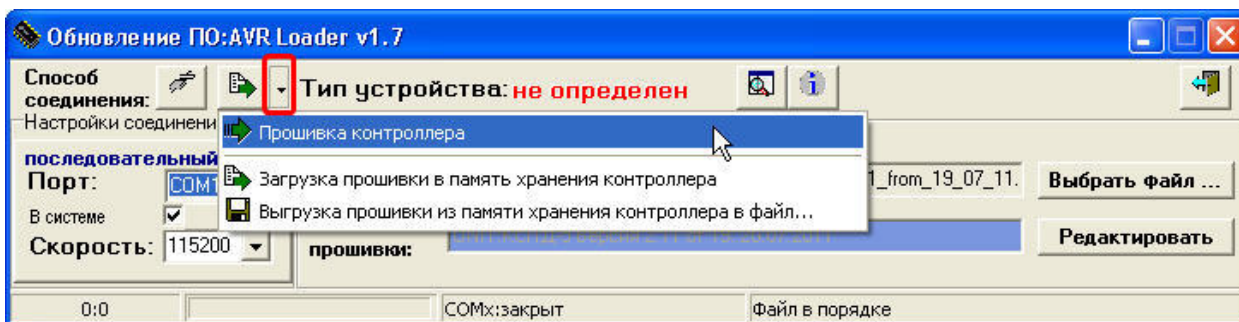 Обновление ПО:AVR Loader v1.7
Способ
соединения:
Тип устройства: не определен
Настройки соединени
Прошивка контроллера
последовательный
Порт: COM1
Загрузка прошивки в память хранения контроллера
1_from_19_07_11.
Выбрать файл ...
В системе
Выгрузка прошивки из памяти хранения контроллера в файл...
Скорость: 115200
прошивки:
Редактировать
0:0
COMx:закрыт
Файл в порядке